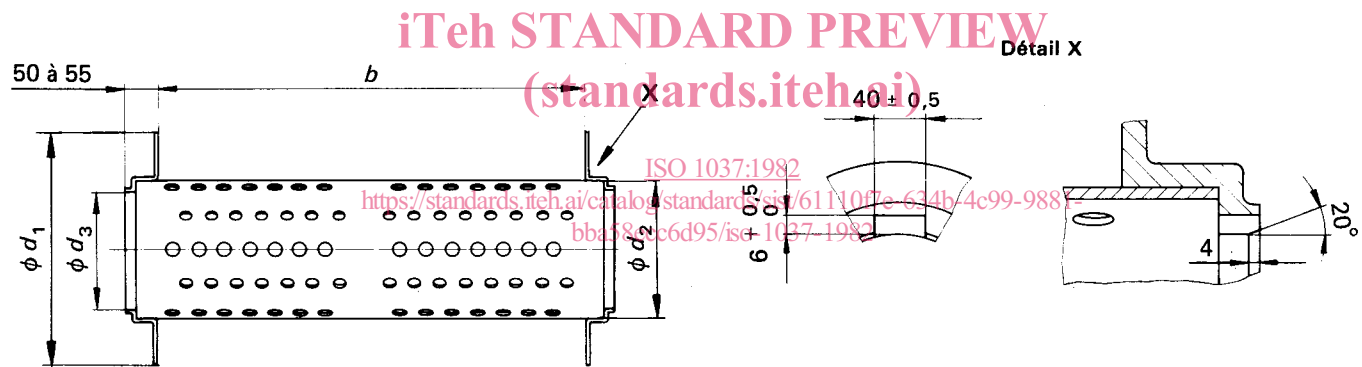 iTeh STANDARD PREVIEW
(standards.iteh.ai)
Détail X
50 à 55
b
X
40 ± 0,5
ISO 1037:1982
https://standards.iteh.ai/catalog/standards/sist/61110f7e-634b-4c99-9881-
bba58ccc6d95/iso-1037-1982
ϕ d1
ϕ d3
ϕ d2
6 + 0,5 0
4
20°